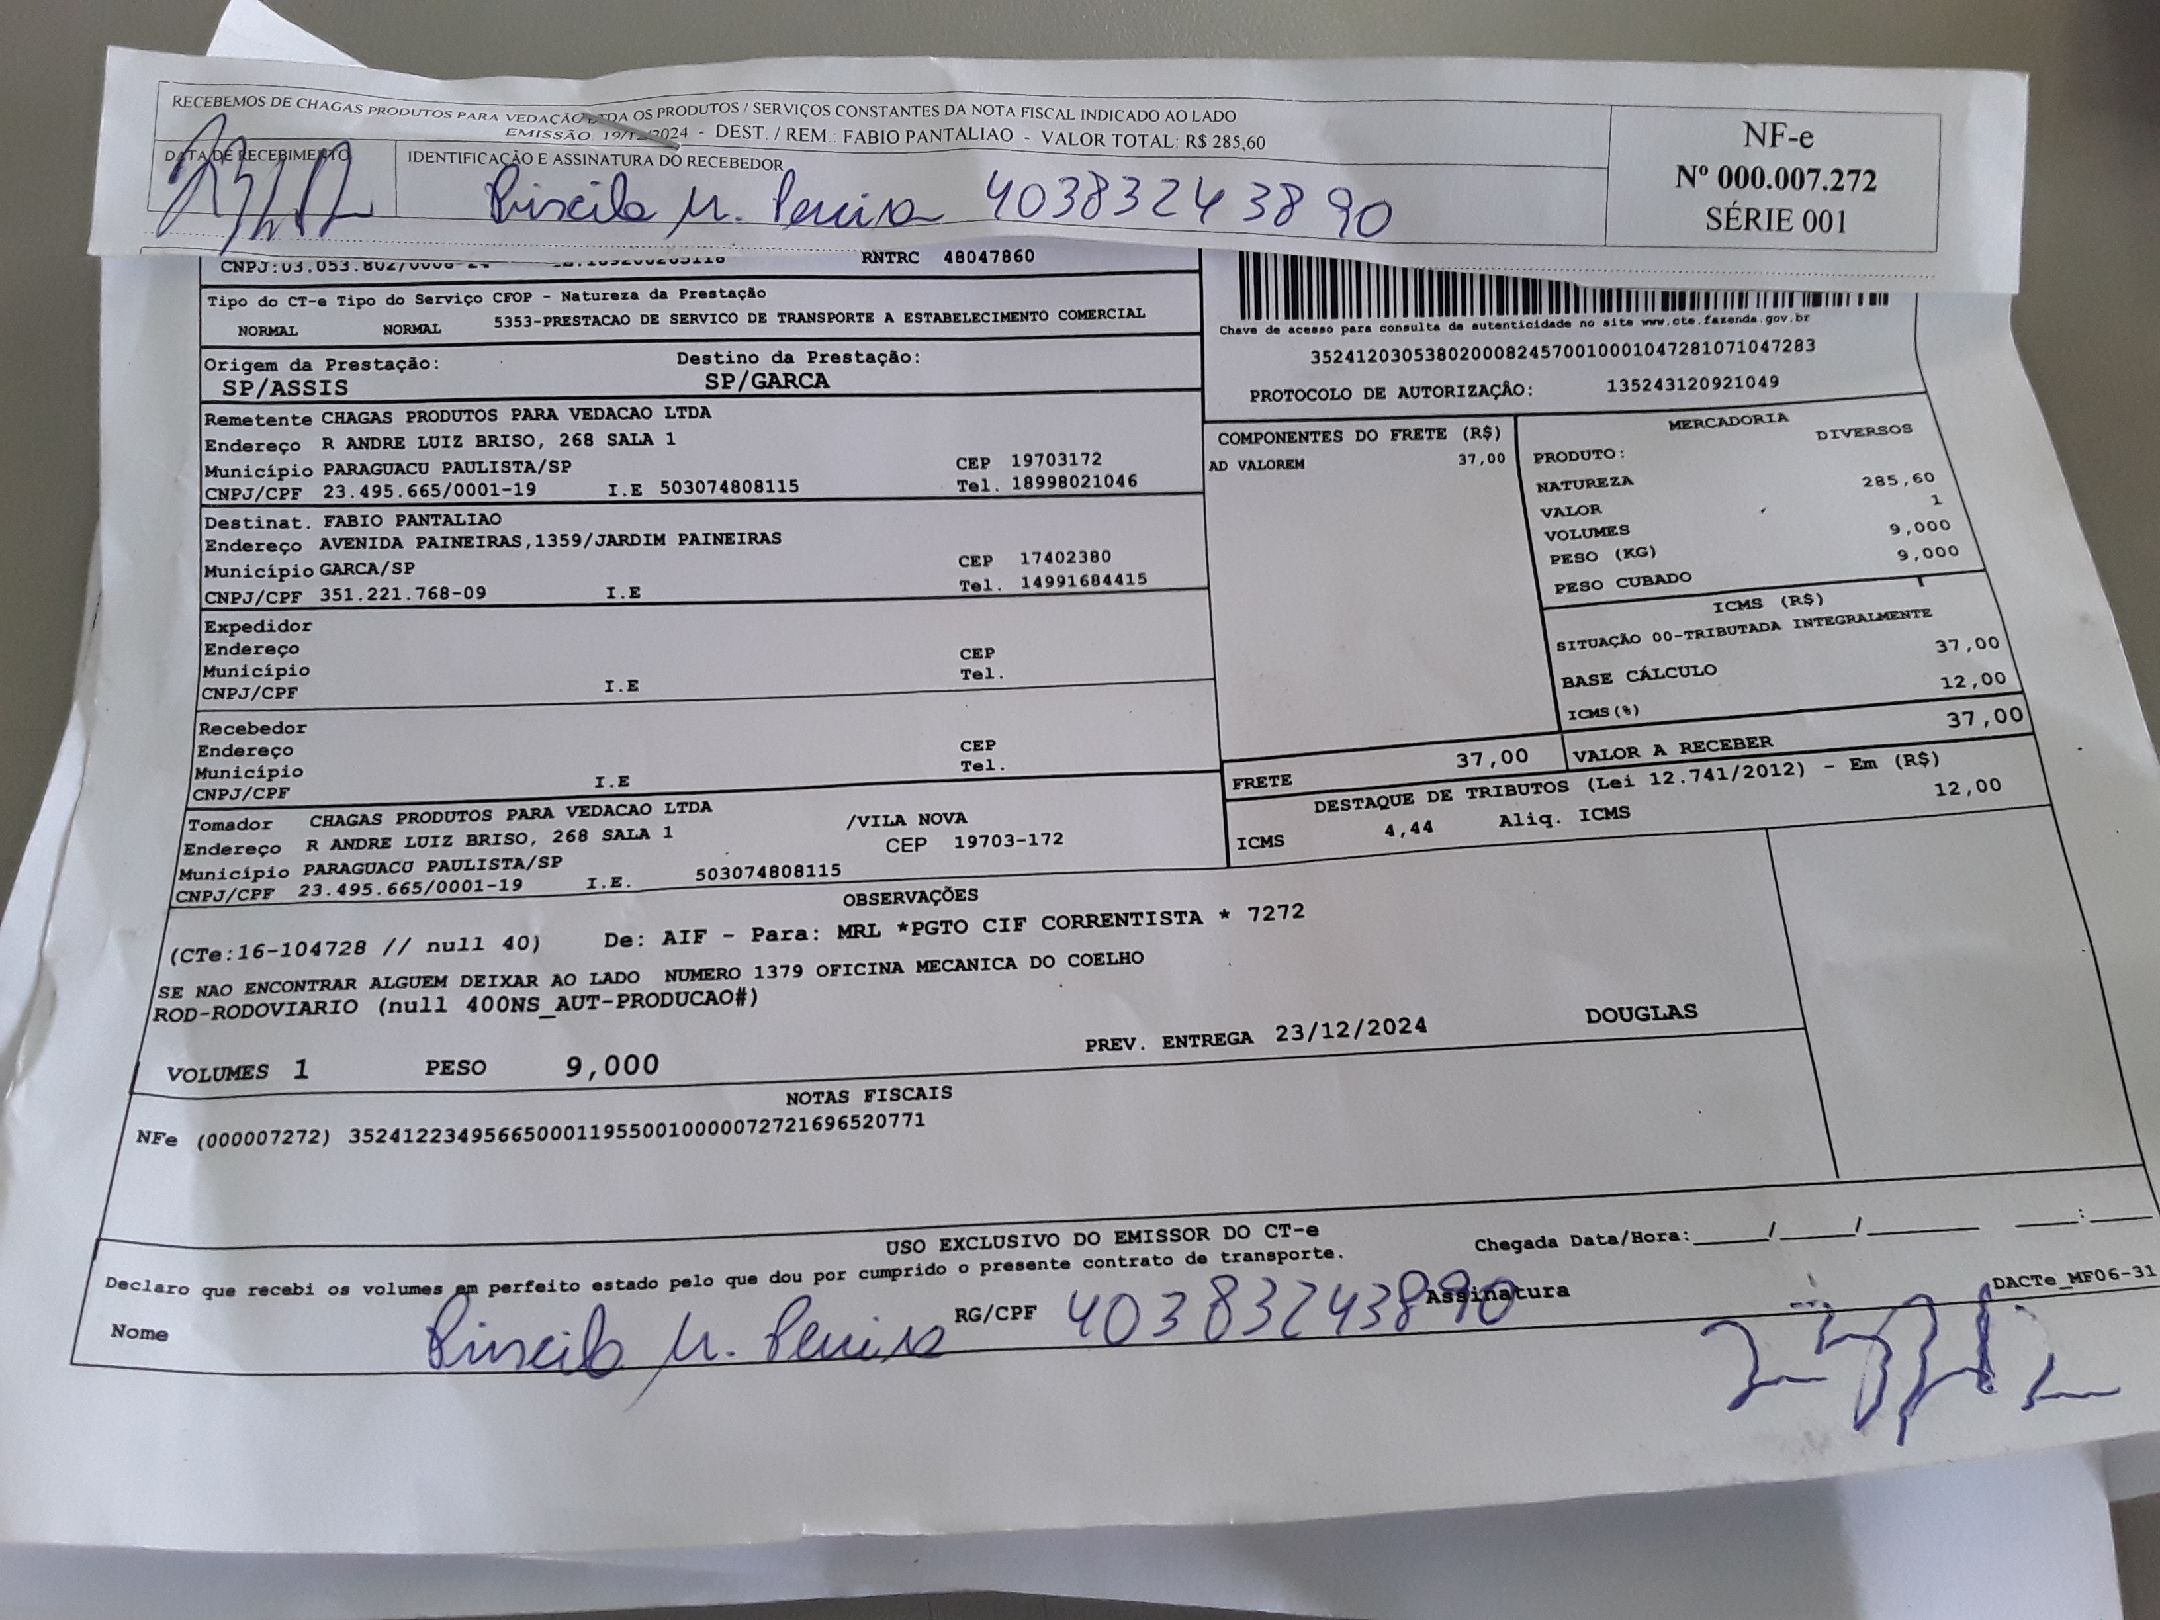 RECEBEMOS DE CHAGAS PRODUTOS PARA VEDAÇÃO LTDA OS PRODUTOS / SERVIÇOS CONSTANTES DA NOTA FISCAL INDICADO AO LADO
EMISSÃO: 19/12/2024 - DEST. / REM.: FABIO PANTALIAO - VALOR TOTAL: R$ 285,60
DATA DE RECEBIMENTO
IDENTIFICAÇÃO E ASSINATURA DO RECEBEDOR
Priscila M. Pereira 40383243890
NF-e
Nº 000.007.272
SÉRIE 001
RNTRC 48047860
Tipo do CT-e Tipo do Serviço CFOP - Natureza da Prestação
NORMAL NORMAL 5353-PRESTACAO DE SERVICO DE TRANSPORTE A ESTABELECIMENTO COMERCIAL
Origem da Prestação: Destino da Prestação:
SP/ASSIS SP/GARCA
Chave de acesso para consulta de autenticidade no site www.cte.fazenda.gov.br
35241203053802000824570010001047281071047283
PROTOCOLO DE AUTORIZAÇÃO: 135243120921049
Remetente CHAGAS PRODUTOS PARA VEDACAO LTDA
Endereço R ANDRE LUIZ BRISO, 268 SALA 1
Município PARAGUACU PAULISTA/SP CEP 19703172
CNPJ/CPF 23.495.665/0001-19 I.E 503074808115 Tel. 18998021046
Destinat. FABIO PANTALIAO
Endereço AVENIDA PAINEIRAS,1359/JARDIM PAINEIRAS
Município GARCA/SP CEP 17402380
CNPJ/CPF 351.221.768-09 I.E Tel. 14991684415
Expedidor
Endereço
Município CEP
CNPJ/CPF I.E Tel.
Recebedor
Endereço
Município CEP
CNPJ/CPF I.E Tel.
Tomador CHAGAS PRODUTOS PARA VEDACAO LTDA
Endereço R ANDRE LUIZ BRISO, 268 SALA 1 /VILA NOVA
Município PARAGUACU PAULISTA/SP CEP 19703-172
CNPJ/CPF 23.495.665/0001-19 I.E. 503074808115
COMPONENTES DO FRETE (R$)
AD VALOREM 37,00
MERCADORIA
PRODUTO: DIVERSOS
NATUREZA
VALOR 285,60
VOLUMES 1
PESO (KG) 9,000
PESO CUBADO 9,000
ICMS (R$)
SITUAÇÃO 00-TRIBUTADA INTEGRALMENTE
BASE CÁLCULO 37,00
ICMS(%) 12,00
FRETE 37,00 VALOR A RECEBER 37,00
DESTAQUE DE TRIBUTOS (Lei 12.741/2012) - Em (R$)
ICMS 4,44 Aliq. ICMS 12,00
OBSERVAÇÕES
(CTe:16-104728 // null 40) De: AIF - Para: MRL *PGTO CIF CORRENTISTA * 7272
SE NAO ENCONTRAR ALGUEM DEIXAR AO LADO NUMERO 1379 OFICINA MECANICA DO COELHO
ROD-RODOVIARIO (null 400NS_AUT-PRODUCAO#)
VOLUMES 1 PESO 9,000 PREV. ENTREGA 23/12/2024 DOUGLAS
NOTAS FISCAIS
NFe (000007272) 35241223495665000119550010000072721696520771
USO EXCLUSIVO DO EMISSOR DO CT-e
Declaro que recebi os volumes em perfeito estado pelo que dou por cumprido o presente contrato de transporte.
Chegada Data/Hora:_____/_____/_______ ____:____
Nome Priscila M. Pereira RG/CPF 40383243890 Assinatura
DACTe_MF06-31